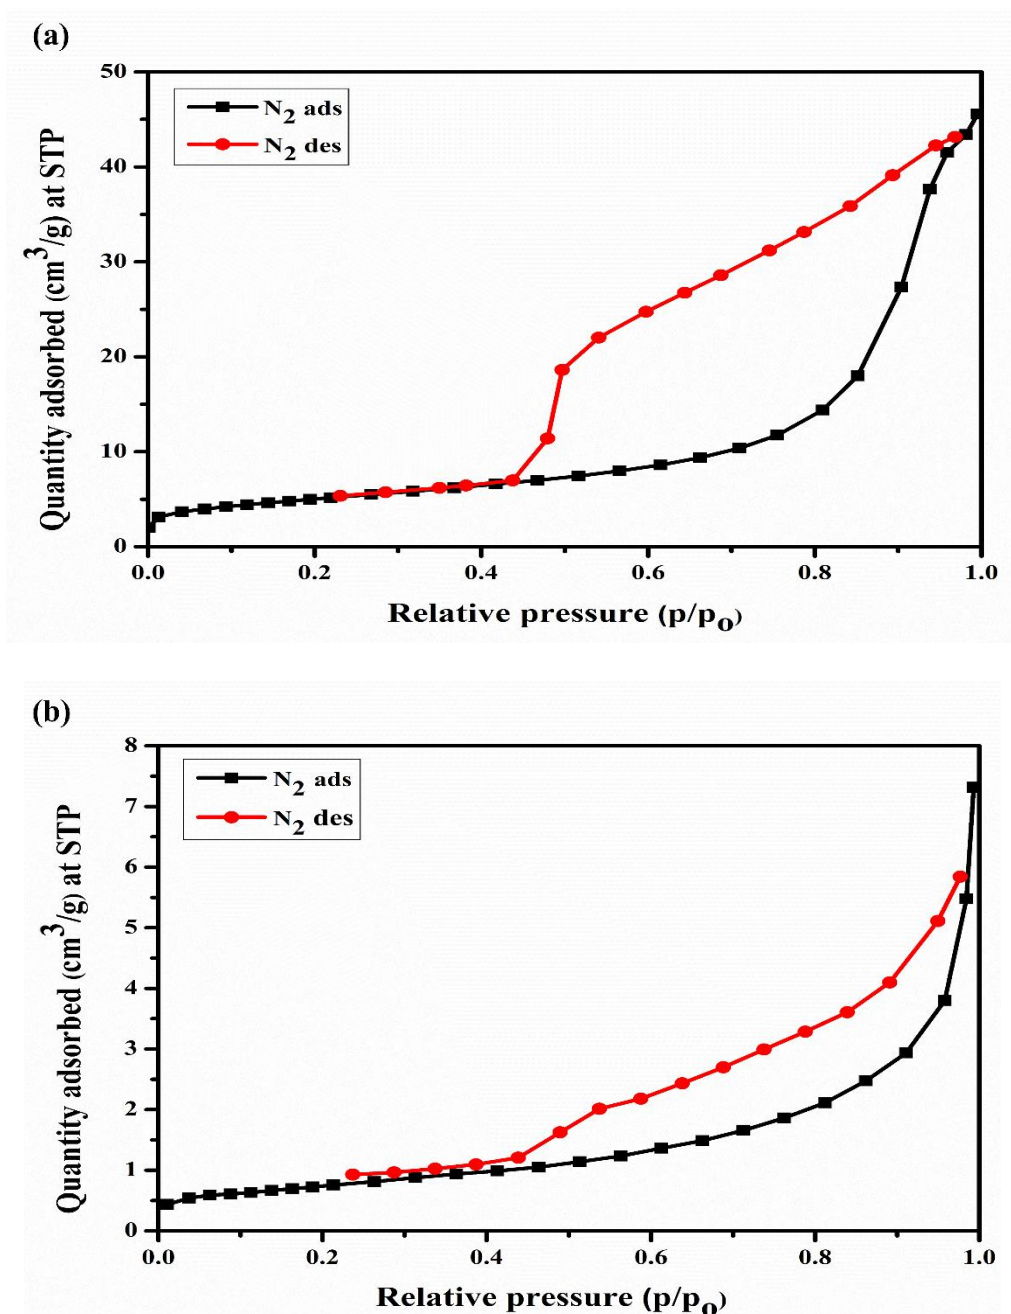 (a)
50
40
30
20
10
0
N₂ ads
N₂ des
Quantity adsorbed (cm³/g) at STP
0.0 0.2 0.4 0.6 0.8 1.0
Relative pressure (p/p₀)
(b)
8
7
6
5
4
3
2
1
0
N₂ ads
N₂ des
Quantity adsorbed (cm³/g) at STP
0.0 0.2 0.4 0.6 0.8 1.0
Relative pressure (p/p₀)